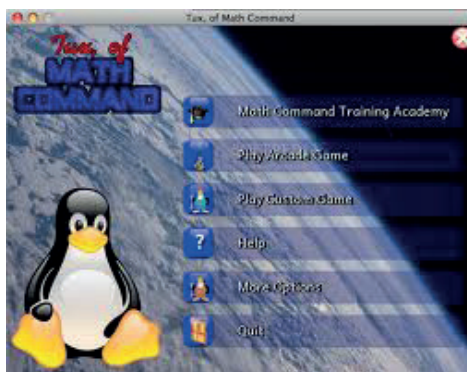 Tux, of Math Command
Tux, of
MATH
COMMAND
Math Command Training Academy
Play Arcade Game
Play Custom Game
?
Help
More Options
Quit